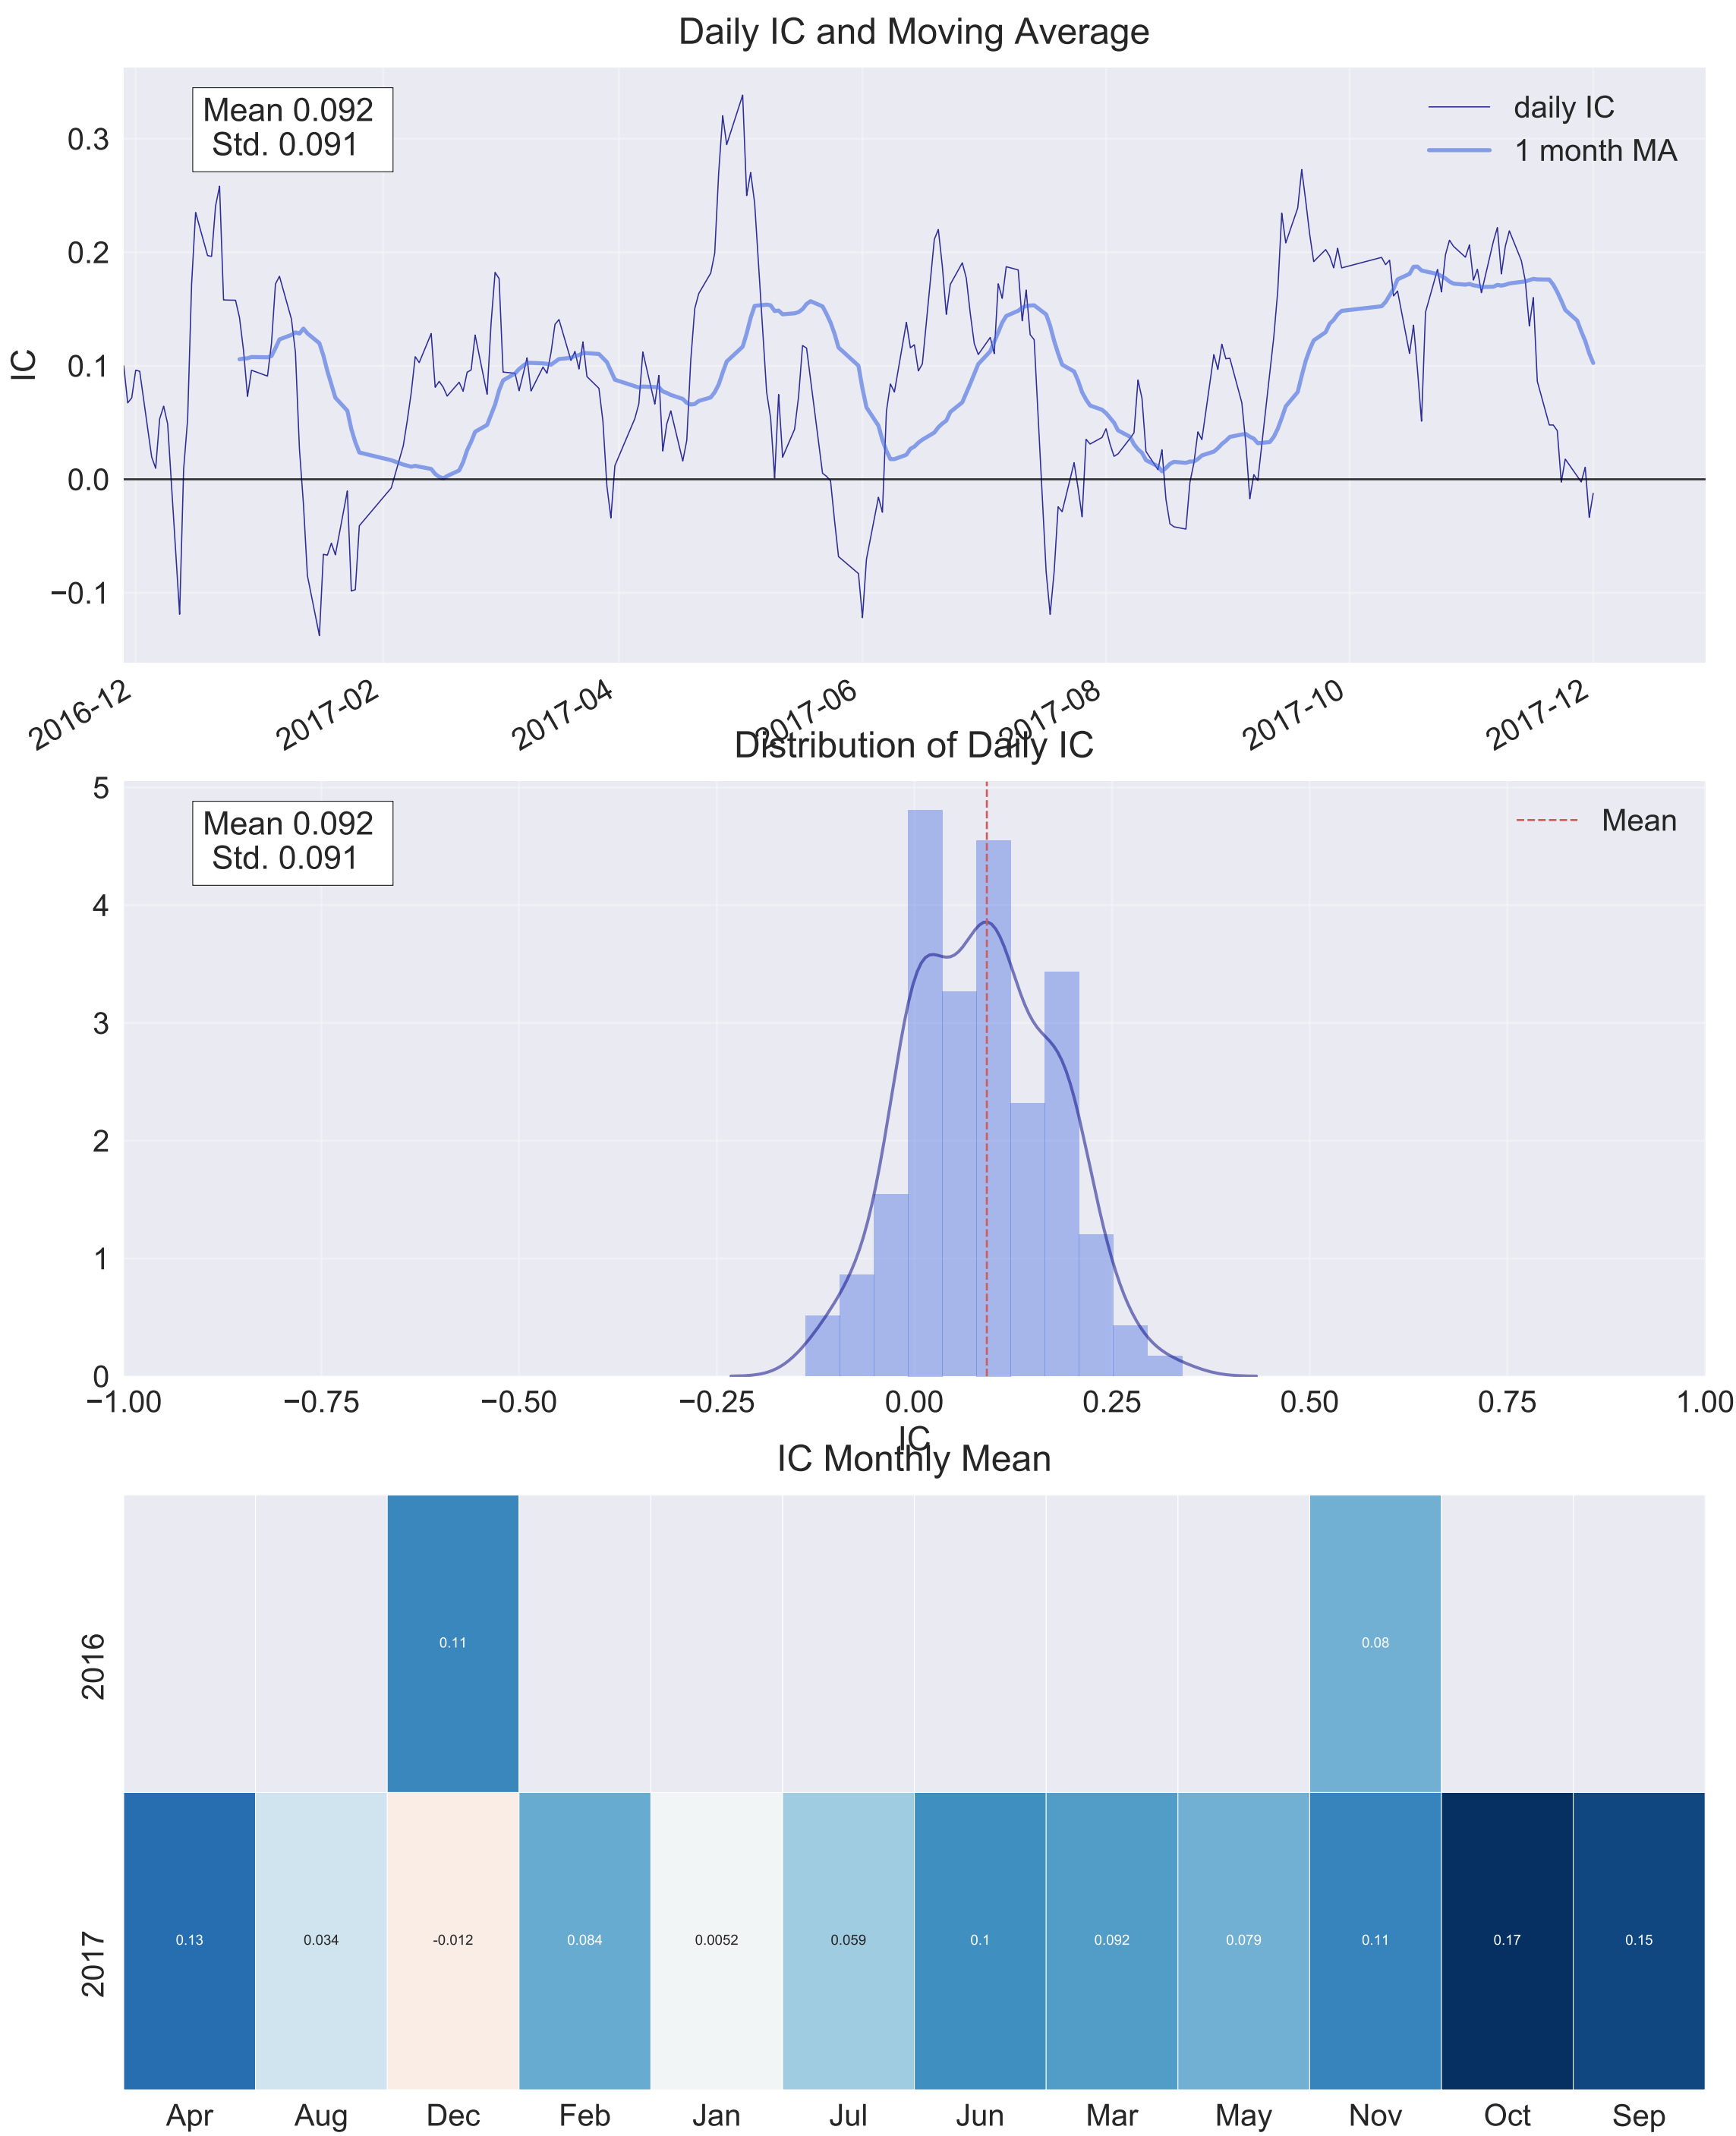 Daily IC and Moving Average
Mean 0.092
Std. 0.091
daily IC
1 month MA
IC
0.3
0.2
0.1
0.0
−0.1
2016-12
2017-02
2017-04
2017-06
2017-08
2017-10
2017-12
Distribution of Daily IC
Mean 0.092
Std. 0.091
Mean
5
4
3
2
1
0
−1.00
−0.75
−0.50
−0.25
0.00
0.25
0.50
0.75
1.00
IC
IC Monthly Mean
2016
0.11
0.08
2017
0.13
0.034
-0.012
0.084
0.0052
0.059
0.1
0.092
0.079
0.11
0.17
0.15
Apr
Aug
Dec
Feb
Jan
Jul
Jun
Mar
May
Nov
Oct
Sep